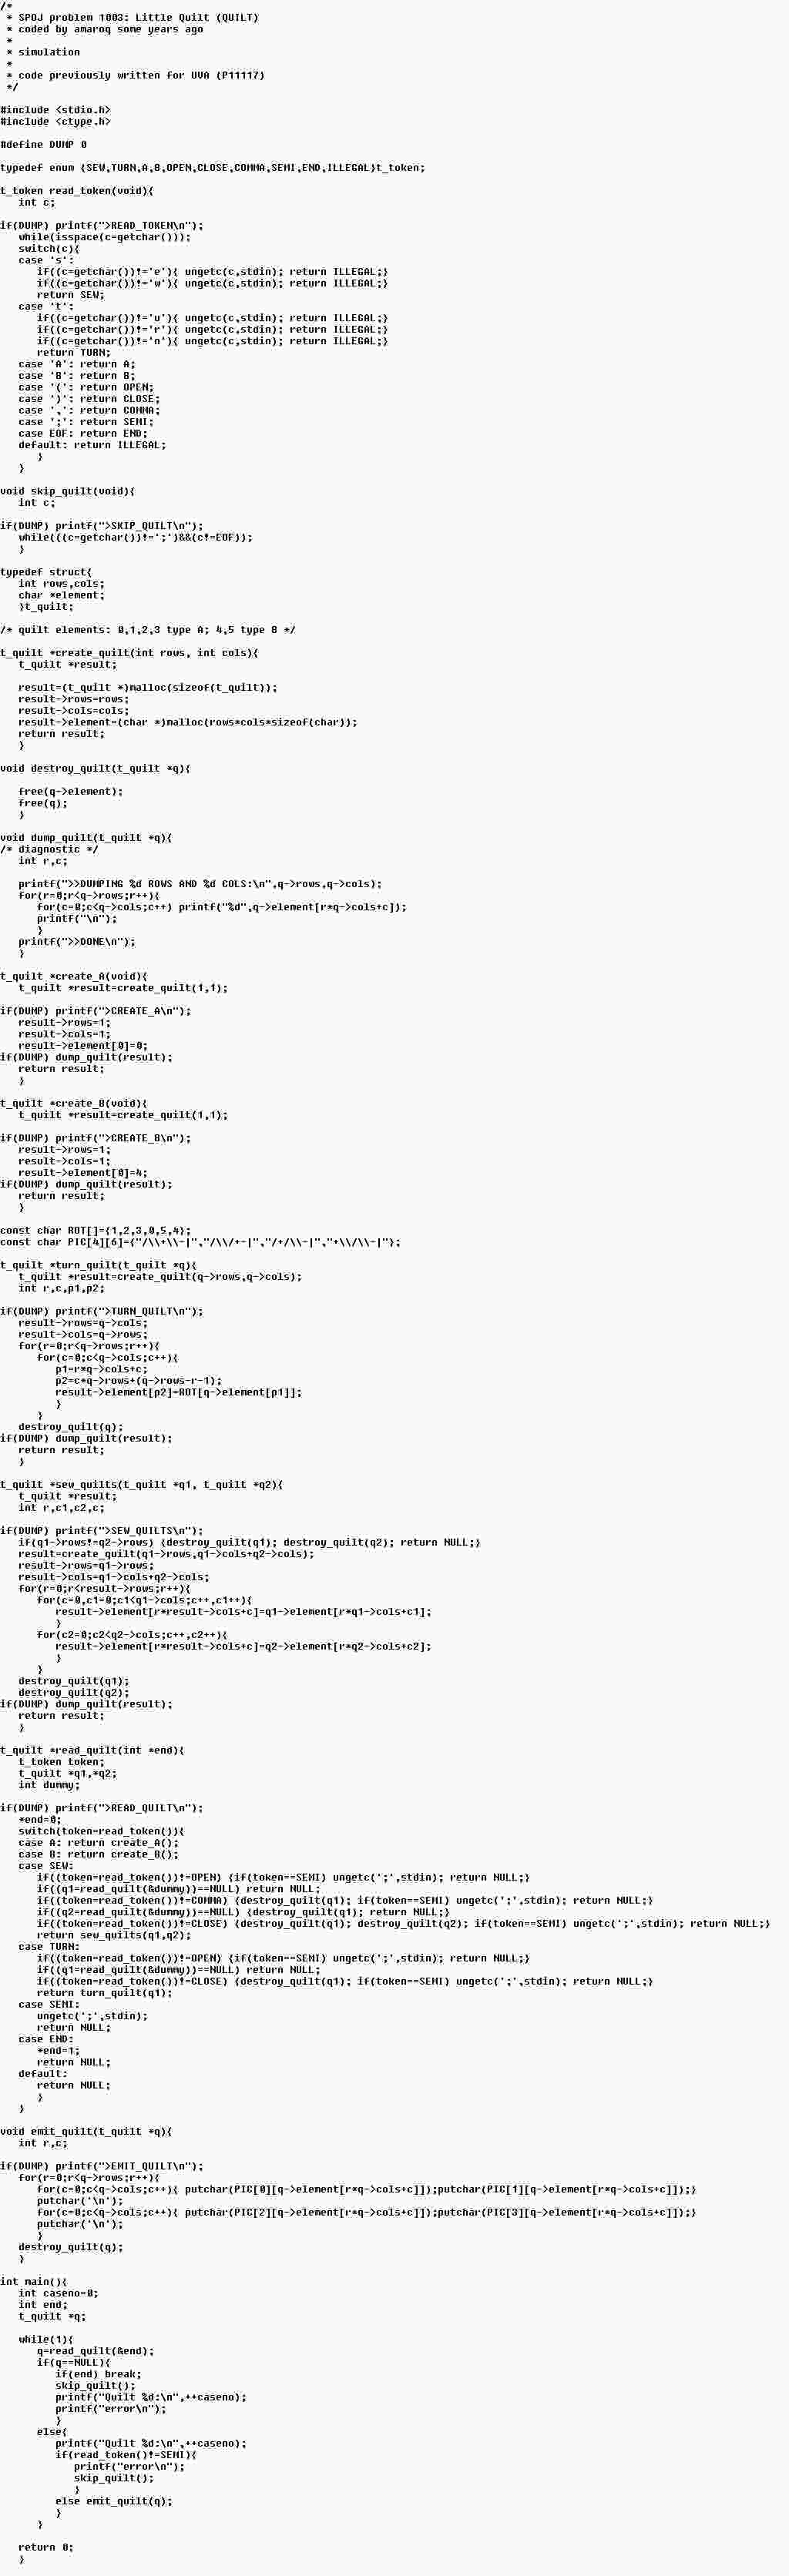 /*
 * SPOJ problem 1003: Little Quilt (QUILT)
 * coded by amaroq some years ago
 *
 * simulation
 *
 * code previously written for UVA (P11117)
 */

#include <stdio.h>
#include <ctype.h>

#define DUMP 0

typedef enum {SEW,TURN,A,B,OPEN,CLOSE,COMMA,SEMI,END,ILLEGAL}t_token;

t_token read_token(void){
   int c;

if(DUMP) printf(">READ_TOKEN\n");
   while(isspace(c=getchar()));
   switch(c){
   case 's':
      if((c=getchar())!='e'){ ungetc(c,stdin); return ILLEGAL;}
      if((c=getchar())!='w'){ ungetc(c,stdin); return ILLEGAL;}
      return SEW;
   case 't':
      if((c=getchar())!='u'){ ungetc(c,stdin); return ILLEGAL;}
      if((c=getchar())!='r'){ ungetc(c,stdin); return ILLEGAL;}
      if((c=getchar())!='n'){ ungetc(c,stdin); return ILLEGAL;}
      return TURN;
   case 'A': return A;
   case 'B': return B;
   case '(': return OPEN;
   case ')': return CLOSE;
   case ',': return COMMA;
   case ';': return SEMI;
   case EOF: return END;
   default: return ILLEGAL;
      }
   }

void skip_quilt(void){
   int c;

if(DUMP) printf(">SKIP_QUILT\n");
   while(((c=getchar())!=';')&&(c!=EOF));
   }

typedef struct{
   int rows,cols;
   char *element;
   }t_quilt;

/* quilt elements: 0,1,2,3 type A; 4,5 type B */

t_quilt *create_quilt(int rows, int cols){
   t_quilt *result;

   result=(t_quilt *)malloc(sizeof(t_quilt));
   result->rows=rows;
   result->cols=cols;
   result->element=(char *)malloc(rows*cols*sizeof(char));
   return result;
   }

void destroy_quilt(t_quilt *q){

   free(q->element);
   free(q);
   }

void dump_quilt(t_quilt *q){
/* diagnostic */
   int r,c;

   printf(">>DUMPING %d ROWS AND %d COLS:\n",q->rows,q->cols);
   for(r=0;r<q->rows;r++){
      for(c=0;c<q->cols;c++) printf("%d",q->element[r*q->cols+c]);
      printf("\n");
      }
   printf(">>DONE\n");
   }

t_quilt *create_A(void){
   t_quilt *result=create_quilt(1,1);

if(DUMP) printf(">CREATE_A\n");
   result->rows=1;
   result->cols=1;
   result->element[0]=0;
if(DUMP) dump_quilt(result);
   return result;
   }

t_quilt *create_B(void){
   t_quilt *result=create_quilt(1,1);

if(DUMP) printf(">CREATE_B\n");
   result->rows=1;
   result->cols=1;
   result->element[0]=4;
if(DUMP) dump_quilt(result);
   return result;
   }

const char ROT[]={1,2,3,0,5,4};
const char PIC[4][6]={"/\\+\\-|","/\\/+-|","/+/\\-|","+\\/\\-|"};

t_quilt *turn_quilt(t_quilt *q){
   t_quilt *result=create_quilt(q->rows,q->cols);
   int r,c,p1,p2;

if(DUMP) printf(">TURN_QUILT\n");
   result->rows=q->cols;
   result->cols=q->rows;
   for(r=0;r<q->rows;r++){
      for(c=0;c<q->cols;c++){
         p1=r*q->cols+c;
         p2=c*q->rows+(q->rows-r-1);
         result->element[p2]=ROT[q->element[p1]];
         }
      }
   destroy_quilt(q);
if(DUMP) dump_quilt(result);
   return result;
   }

t_quilt *sew_quilts(t_quilt *q1, t_quilt *q2){
   t_quilt *result;
   int r,c1,c2,c;

if(DUMP) printf(">SEW_QUILTS\n");
   if(q1->rows!=q2->rows) {destroy_quilt(q1); destroy_quilt(q2); return NULL;}
   result=create_quilt(q1->rows,q1->cols+q2->cols);
   result->rows=q1->rows;
   result->cols=q1->cols+q2->cols;
   for(r=0;r<result->rows;r++){
      for(c=0,c1=0;c1<q1->cols;c++,c1++){
         result->element[r*result->cols+c]=q1->element[r*q1->cols+c1];
         }
      for(c2=0;c2<q2->cols;c++,c2++){
         result->element[r*result->cols+c]=q2->element[r*q2->cols+c2];
         }
      }
   destroy_quilt(q1);
   destroy_quilt(q2);
if(DUMP) dump_quilt(result);
   return result;
   }

t_quilt *read_quilt(int *end){
   t_token token;
   t_quilt *q1,*q2;
   int dummy;

if(DUMP) printf(">READ_QUILT\n");
   *end=0;
   switch(token=read_token()){
   case A: return create_A();
   case B: return create_B();
   case SEW:
      if((token=read_token())!=OPEN) {if(token==SEMI) ungetc(';',stdin); return NULL;}
      if((q1=read_quilt(&dummy))==NULL) return NULL;
      if((token=read_token())!=COMMA) {destroy_quilt(q1); if(token==SEMI) ungetc(';',stdin); return NULL;}
      if((q2=read_quilt(&dummy))==NULL) {destroy_quilt(q1); return NULL;}
      if((token=read_token())!=CLOSE) {destroy_quilt(q1); destroy_quilt(q2); if(token==SEMI) ungetc(';',stdin); return NULL;}
      return sew_quilts(q1,q2);
   case TURN:
      if((token=read_token())!=OPEN) {if(token==SEMI) ungetc(';',stdin); return NULL;}
      if((q1=read_quilt(&dummy))==NULL) return NULL;
      if((token=read_token())!=CLOSE) {destroy_quilt(q1); if(token==SEMI) ungetc(';',stdin); return NULL;}
      return turn_quilt(q1);
   case SEMI:
      ungetc(';',stdin);
      return NULL;
   case END:
      *end=1;
      return NULL;
   default:
      return NULL;
      }
   }

void emit_quilt(t_quilt *q){
   int r,c;

if(DUMP) printf(">EMIT_QUILT\n");
   for(r=0;r<q->rows;r++){
      for(c=0;c<q->cols;c++){ putchar(PIC[0][q->element[r*q->cols+c]]);putchar(PIC[1][q->element[r*q->cols+c]]);}
      putchar('\n');
      for(c=0;c<q->cols;c++){ putchar(PIC[2][q->element[r*q->cols+c]]);putchar(PIC[3][q->element[r*q->cols+c]]);}
      putchar('\n');
      }
   destroy_quilt(q);
   }

int main(){
   int caseno=0;
   int end;
   t_quilt *q;

   while(1){
      q=read_quilt(&end);
      if(q==NULL){
         if(end) break;
         skip_quilt();
         printf("Quilt %d:\n",++caseno);
         printf("error\n");
         }
      else{
         printf("Quilt %d:\n",++caseno);
         if(read_token()!=SEMI){
            printf("error\n");
            skip_quilt();
            }
         else emit_quilt(q);
         }
      }

   return 0;
   }